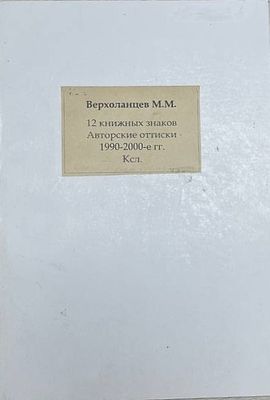 Верхоланцев М.М.
12 книжных знаков
Авторские оттиски
1990-2000-е гг.
Ксл.